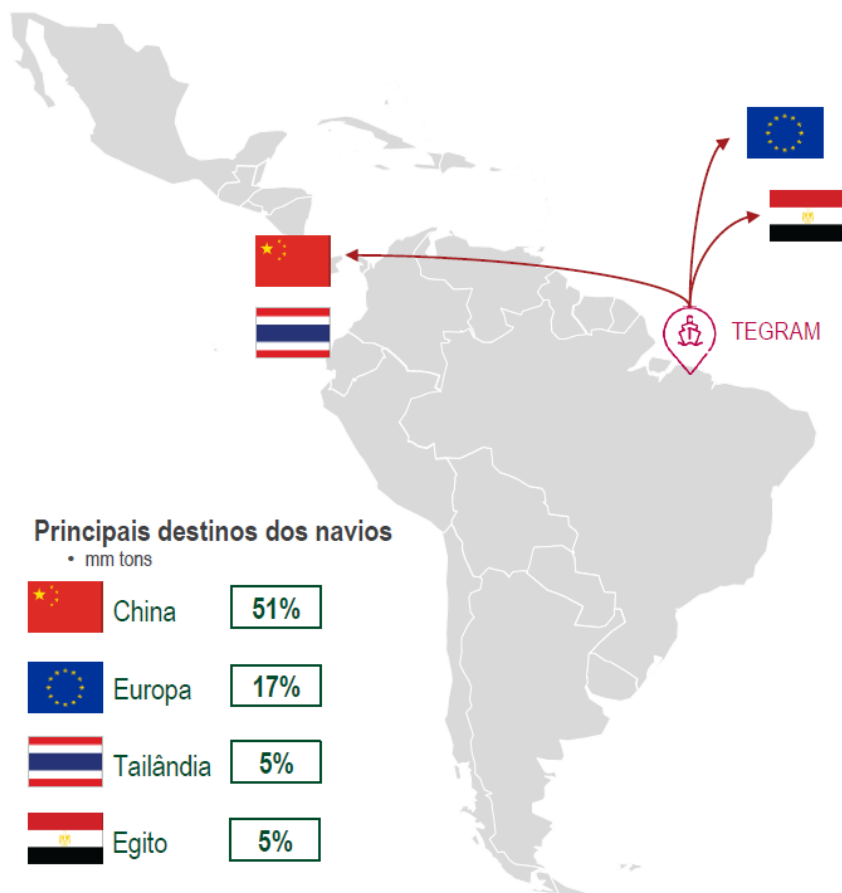 TEGRAM
Principais destinos dos navios
• mm tons
China 51%
Europa 17%
Tailândia 5%
Egito 5%